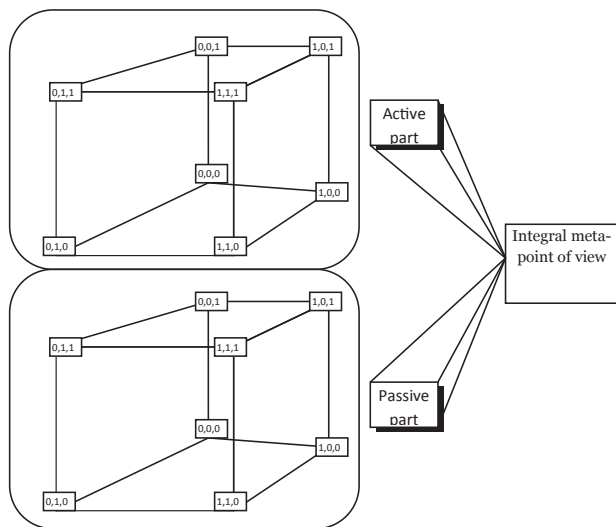 0,0,1
1,0,1
0,1,1
1,1,1
0,0,0
1,0,0
0,1,0
1,1,0
Active
part
Integral meta-
point of view
0,0,1
1,0,1
0,1,1
1,1,1
0,0,0
1,0,0
0,1,0
1,1,0
Passive
part